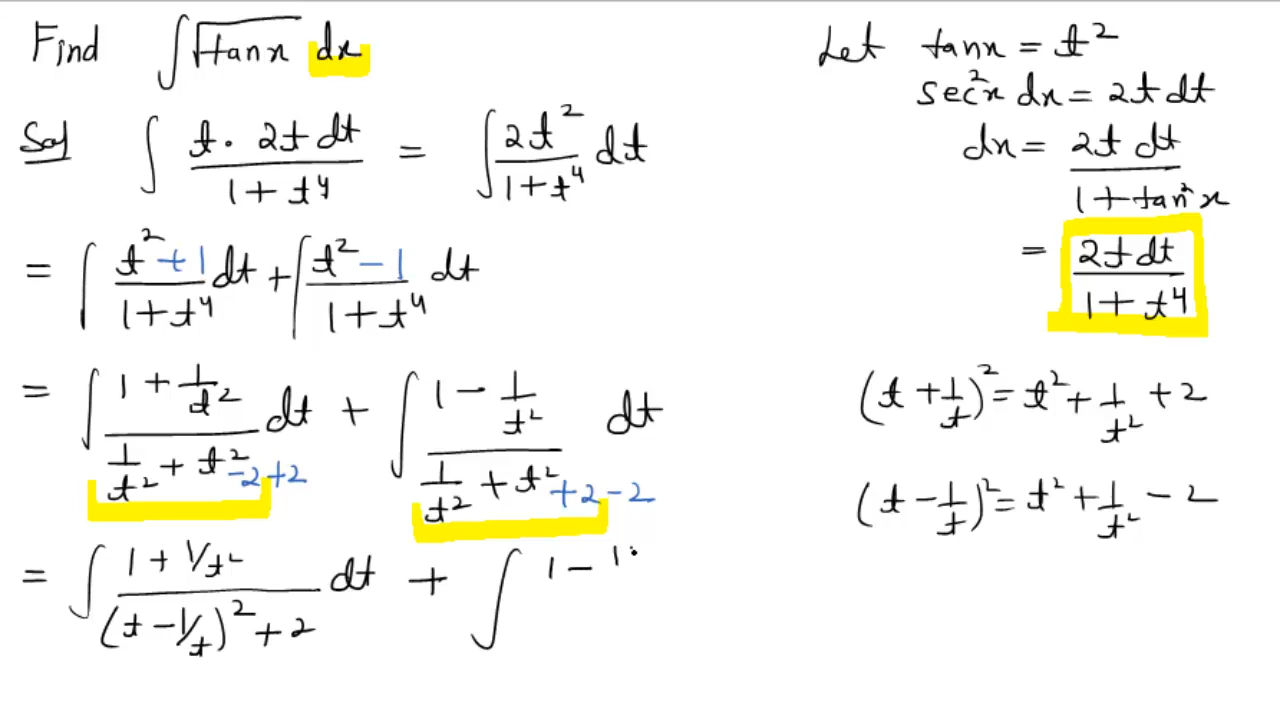 Find ∫√tanx dx
Sol ∫ t· 2t dt / 1+t⁴ = ∫ 2t² / 1+t⁴ dt
= ∫ t²+1 / 1+t⁴ dt + ∫ t²-1 / 1+t⁴ dt
= ∫ 1 + 1/t² / 1/t² + t² -2+2 dt + ∫ 1 - 1/t² / 1/t² + t² +2-2 dt
= ∫ 1 + 1/t² / (t - 1/t)² + 2 dt + ∫ 1 - 1
Let tanx = t²
sec²x dx = 2t dt
dx = 2t dt / 1+tan²x
= 2t dt / 1+t⁴
(t + 1/t)² = t² + 1/t² + 2
(t - 1/t)² = t² + 1/t² - 2